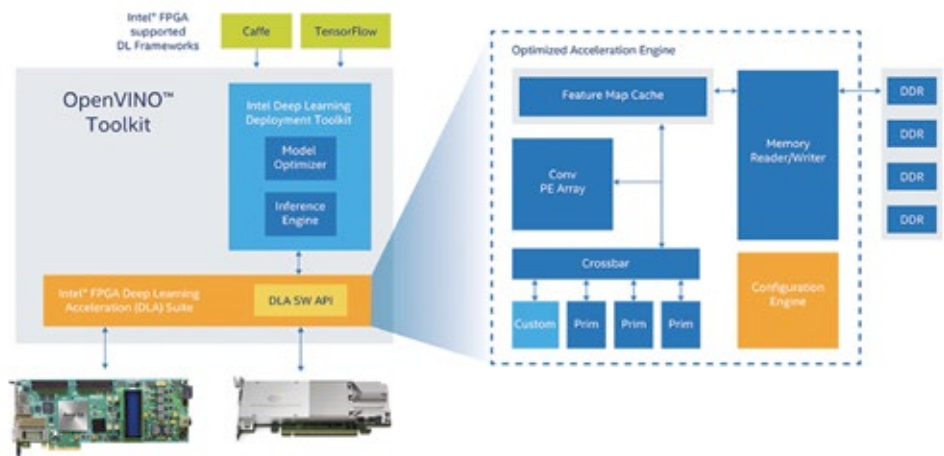 Intel® FPGA
supported
DL Frameworks
Caffe
TensorFlow
OpenVINO™
Toolkit
Intel Deep Learning
Deployment Toolkit
Model
Optimizer
Inference
Engine
Intel® FPGA Deep Learning
Acceleration (DLA) Suite
DLA SW API
Optimized Acceleration Engine
Feature Map Cache
Conv
PE Array
Memory
Reader/Writer
Crossbar
Custom
Prim
Prim
Prim
Configuration
Engine
DDR
DDR
DDR
DDR